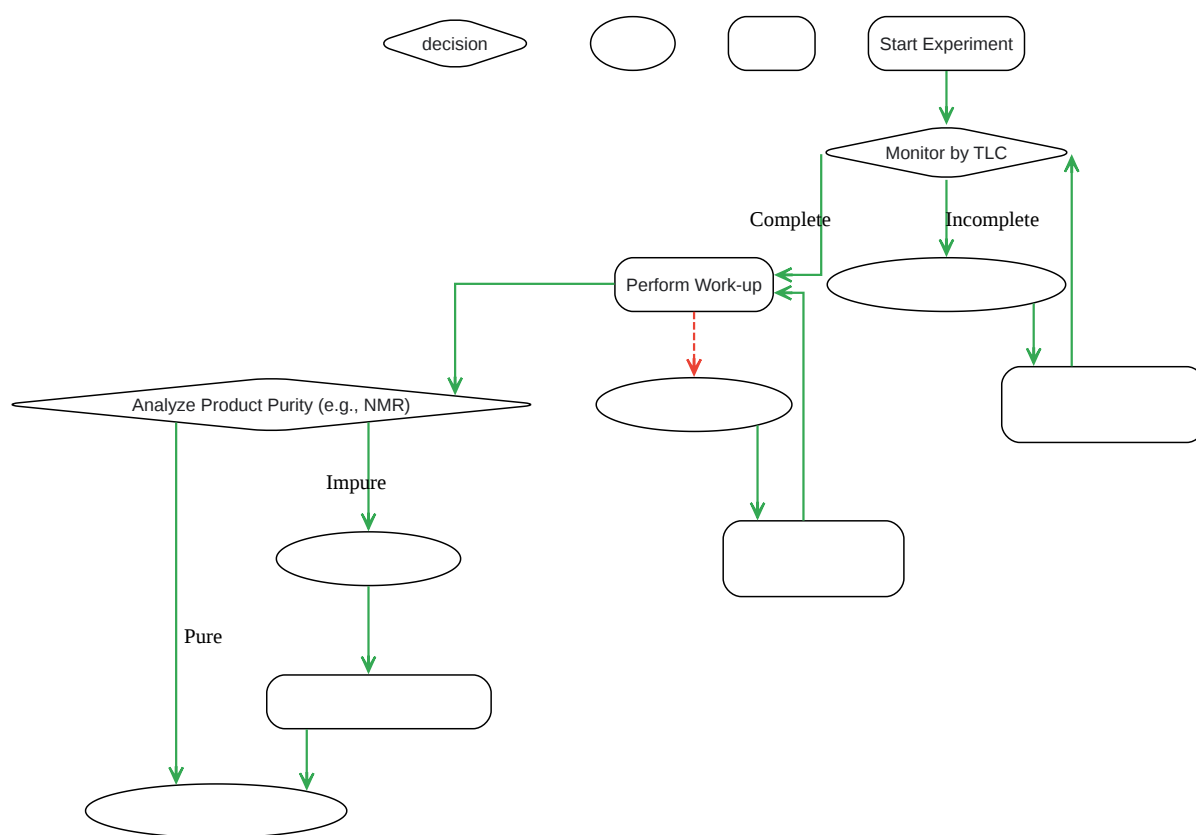 decision
Start Experiment
Monitor by TLC
Complete
Incomplete
Perform Work-up
Analyze Product Purity (e.g., NMR)
Impure
Pure